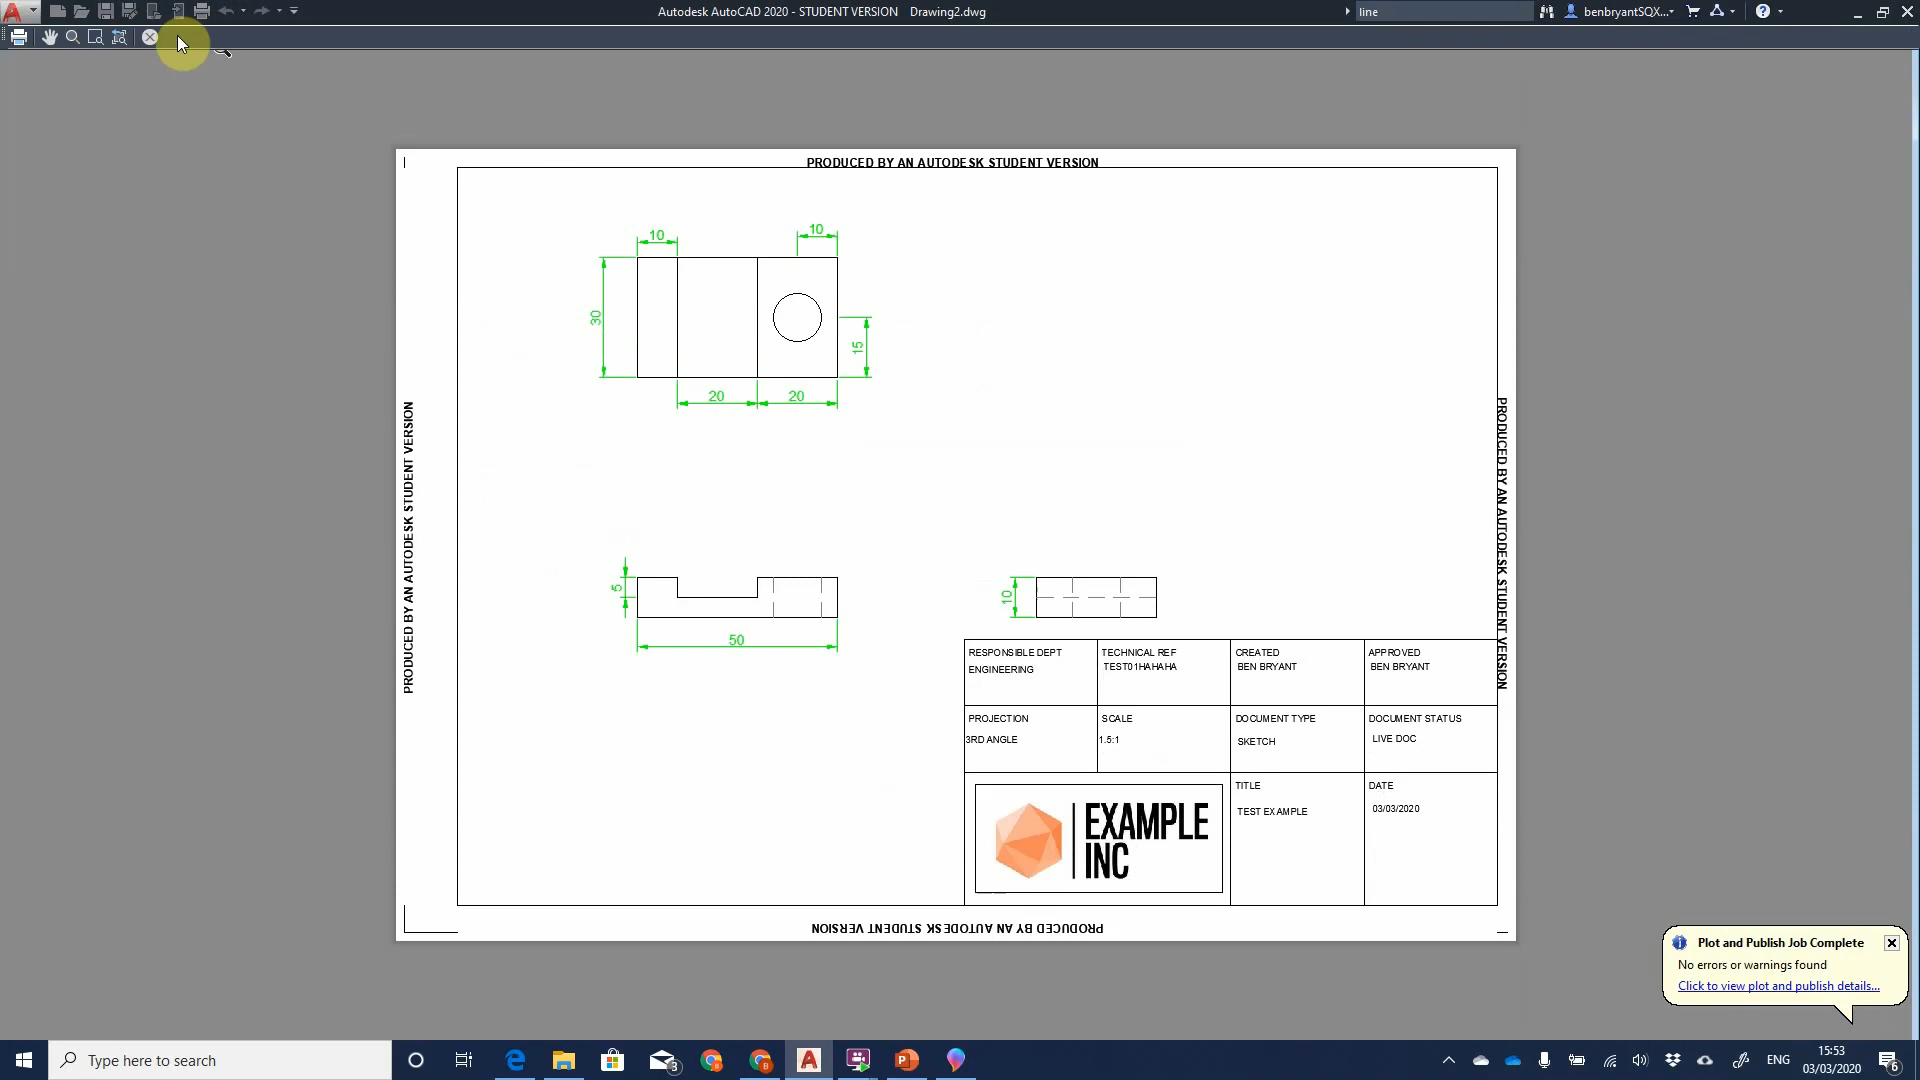 Autodesk AutoCAD 2020 - STUDENT VERSION Drawing2.dwg
line
benbryantSQX...
PRODUCED BY AN AUTODESK STUDENT VERSION
10
10
30
15
20
20
PRODUCED BY AN AUTODESK STUDENT VERSION
PRODUCED BY AN AUTODESK STUDENT VERSION
5
10
50
RESPONSIBLE DEPT
ENGINEERING
TECHNICAL REF
TEST01HAHAHA
CREATED
BEN BRYANT
APPROVED
BEN BRYANT
PROJECTION
3RD ANGLE
SCALE
1.5:1
DOCUMENT TYPE
SKETCH
DOCUMENT STATUS
LIVE DOC
EXAMPLE
INC
TITLE
TEST EXAMPLE
DATE
03/03/2020
PRODUCED BY AN AUTODESK STUDENT VERSION
Plot and Publish Job Complete
No errors or warnings found
Click to view plot and publish details...
Type here to search
3
ENG
15:53
03/03/2020
6